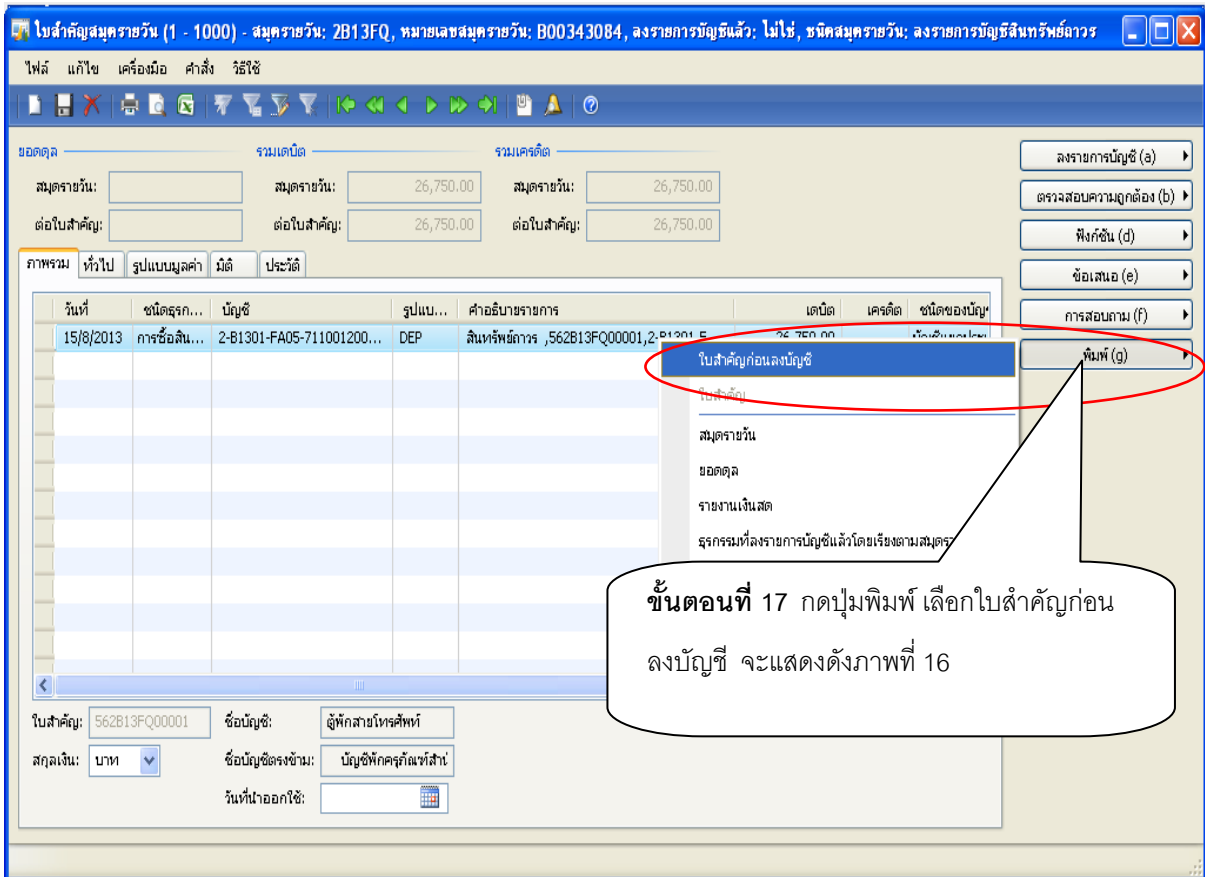 ใบสำคัญสมุดรายวัน (1 - 1000) - สมุดรายวัน: 2B13FQ, หมายเลขสมุดรายวัน: B00343084, ลงรายการบัญชีแล้ว: ไม่ใช่, ชนิดสมุดรายวัน: ลงรายการบัญชีสินทรัพย์ถาวร
ไฟล์ แก้ไข เครื่องมือ คำสั่ง วิธีใช้
ยอดดุล รวมเดบิต รวมเครดิต
สมุดรายวัน: สมุดรายวัน: 26,750.00 สมุดรายวัน: 26,750.00
ต่อใบสำคัญ: ต่อใบสำคัญ: 26,750.00 ต่อใบสำคัญ: 26,750.00
ลงรายการบัญชี (a)
ตรวจสอบความถูกต้อง (b)
ฟังก์ชัน (d)
ข้อเสนอ (e)
การสอบถาม (f)
พิมพ์ (g)
ภาพรวม ทั่วไป รูปแบบมูลค่า มิติ ประวัติ
วันที่ ชนิดธุรก... บัญชี รูปแบ... คำอธิบายรายการ เดบิต เครดิต ชนิดของบัญ
15/8/2013 การซื้อสิน... 2-B1301-FA05-711001200... DEP สินทรัพย์ถาวร ,562B13FQ00001,2-B1301-F 26,750.00
ใบสำคัญก่อนลงบัญชี
ใบสำคัญ
สมุดรายวัน
ยอดดุล
รายงานเงินสด
ธุรกรรมที่ลงรายการบัญชีแล้วโดยเรียงตามสมุดรา
ขั้นตอนที่ 17 กดปุ่มพิมพ์ เลือกใบสำคัญก่อน
ลงบัญชี จะแสดงดังภาพที่ 16
ใบสำคัญ: 562B13FQ00001 ชื่อบัญชี: ตู้พักสายโทรศัพท์
สกุลเงิน: บาท ชื่อบัญชีตรงข้าม: บัญชีพักครุภัณฑ์สำน
วันที่นำออกใช้: